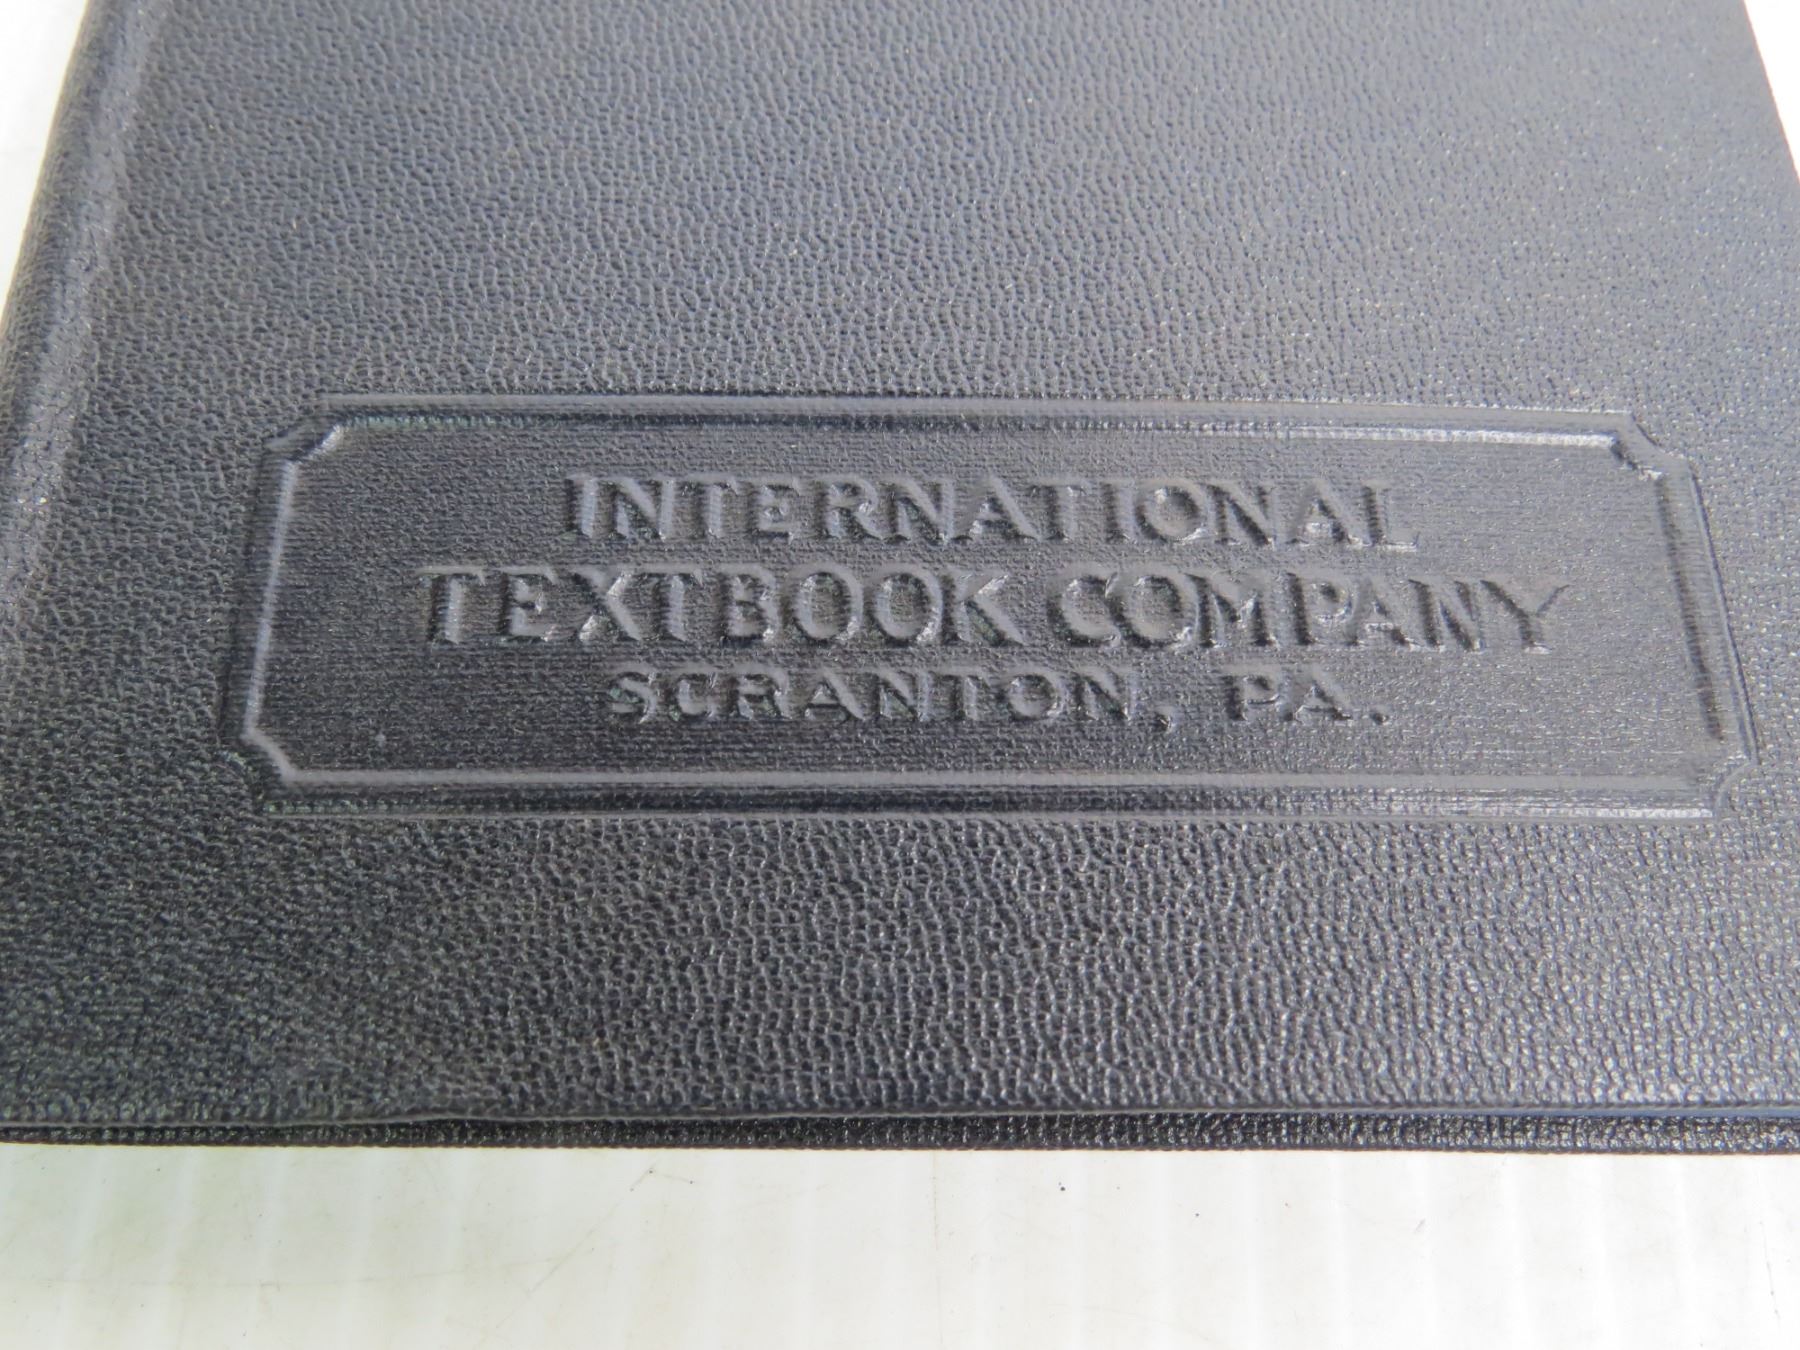 INTERNATIONAL
TEXTBOOK COMPANY
SCRANTON, PA.